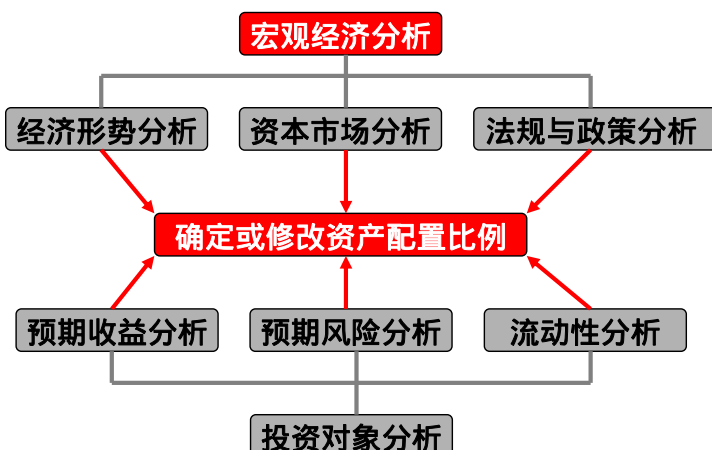 宏观经济分析
经济形势分析
资本市场分析
法规与政策分析
确定或修改资产配置比例
预期收益分析
预期风险分析
流动性分析
投资对象分析